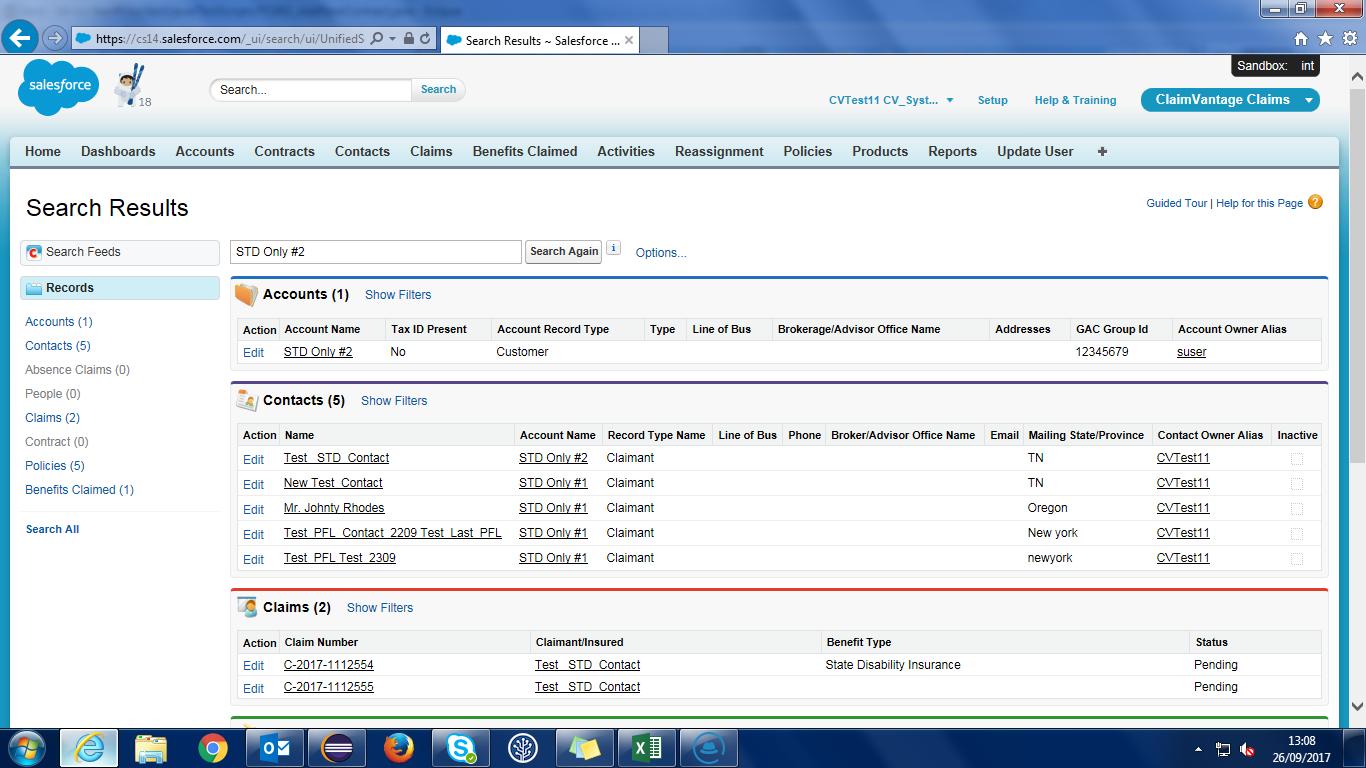 https://cs14.salesforce.com/_ui/search/ui/UnifiedS
Search Results ~ Salesforce ...
Sandbox: int
salesforce
18
Search...
Search
CVTest11 CV_Syst...
Setup
Help & Training
ClaimVantage Claims
Home Dashboards Accounts Contracts Contacts Claims Benefits Claimed Activities Reassignment Policies Products Reports Update User +
Search Results
Guided Tour | Help for this Page ?
Search Feeds
STD Only #2
Search Again
i
Options...
Records
Accounts (1)
Contacts (5)
Absence Claims (0)
People (0)
Claims (2)
Contract (0)
Policies (5)
Benefits Claimed (1)
Search All
Accounts (1) Show Filters
Action Account Name Tax ID Present Account Record Type Type Line of Bus Brokerage/Advisor Office Name Addresses GAC Group Id Account Owner Alias
Edit STD Only #2 No Customer 12345679 suser
Contacts (5) Show Filters
Action Name Account Name Record Type Name Line of Bus Phone Broker/Advisor Office Name Email Mailing State/Province Contact Owner Alias Inactive
Edit Test_ STD_Contact STD Only #2 Claimant TN CVTest11
Edit New Test_Contact STD Only #1 Claimant TN CVTest11
Edit Mr. Johnty Rhodes STD Only #1 Claimant Oregon CVTest11
Edit Test_PFL_Contact_2209 Test_Last_PFL STD Only #1 Claimant New york CVTest11
Edit Test_PFL Test_2309 STD Only #1 Claimant newyork CVTest11
Claims (2) Show Filters
Action Claim Number Claimant/Insured Benefit Type Status
Edit C-2017-1112554 Test_ STD_Contact State Disability Insurance Pending
Edit C-2017-1112555 Test_ STD_Contact Pending
13:08
26/09/2017